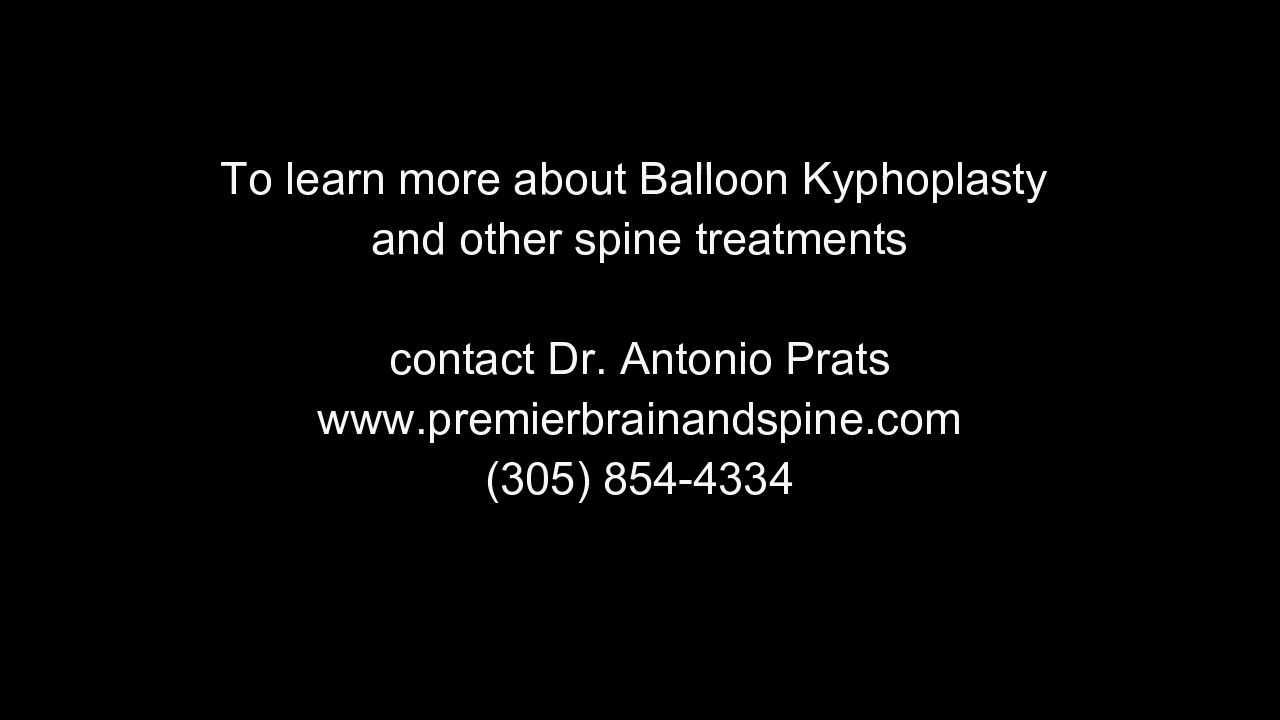 To learn more about Balloon Kyphoplasty
and other spine treatments
contact Dr. Antonio Prats
www.premierbrainandspine.com
(305) 854-4334